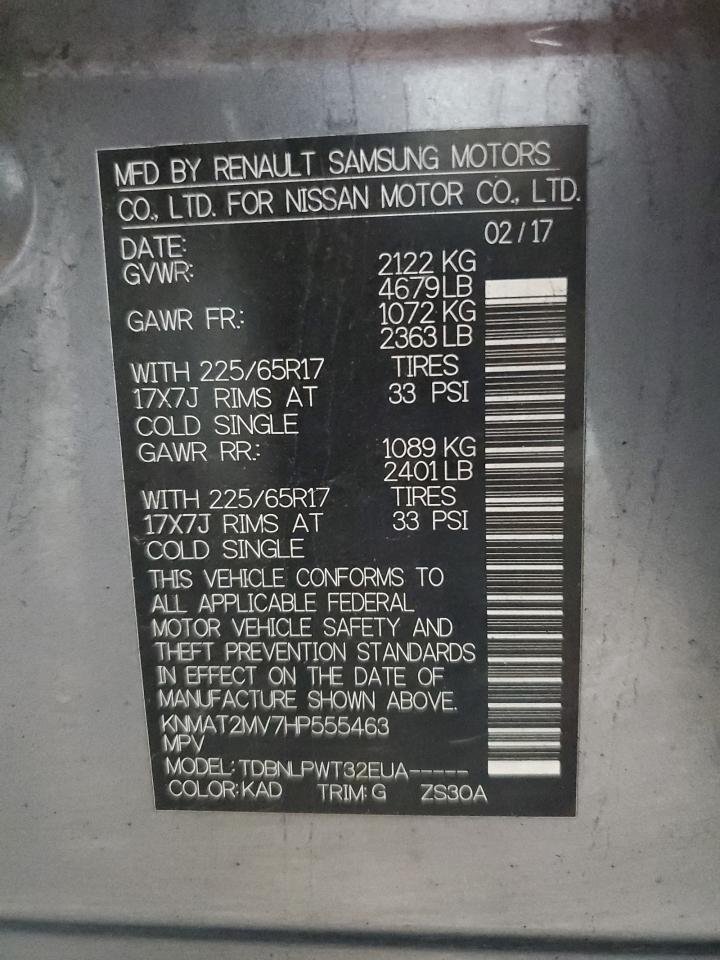 MFD BY RENAULT SAMSUNG MOTORS
CO., LTD. FOR NISSAN MOTOR CO., LTD.
DATE: 02/17
GVWR: 2122 KG
4679LB
GAWR FR.: 1072 KG
2363 LB
WITH 225/65R17 TIRES
17X7J RIMS AT 33 PSI
COLD SINGLE
GAWR RR.: 1089 KG
2401 LB
WITH 225/65R17 TIRES
17X7J RIMS AT 33 PSI
COLD SINGLE
THIS VEHICLE CONFORMS TO
ALL APPLICABLE FEDERAL
MOTOR VEHICLE SAFETY AND
THEFT PREVENTION STANDARDS
IN EFFECT ON THE DATE OF
MANUFACTURE SHOWN ABOVE.
KNMAT2MV7HP555463
MPV
MODEL: TDBNLPWT32EUA-----
COLOR: KAD TRIM: G ZS30A